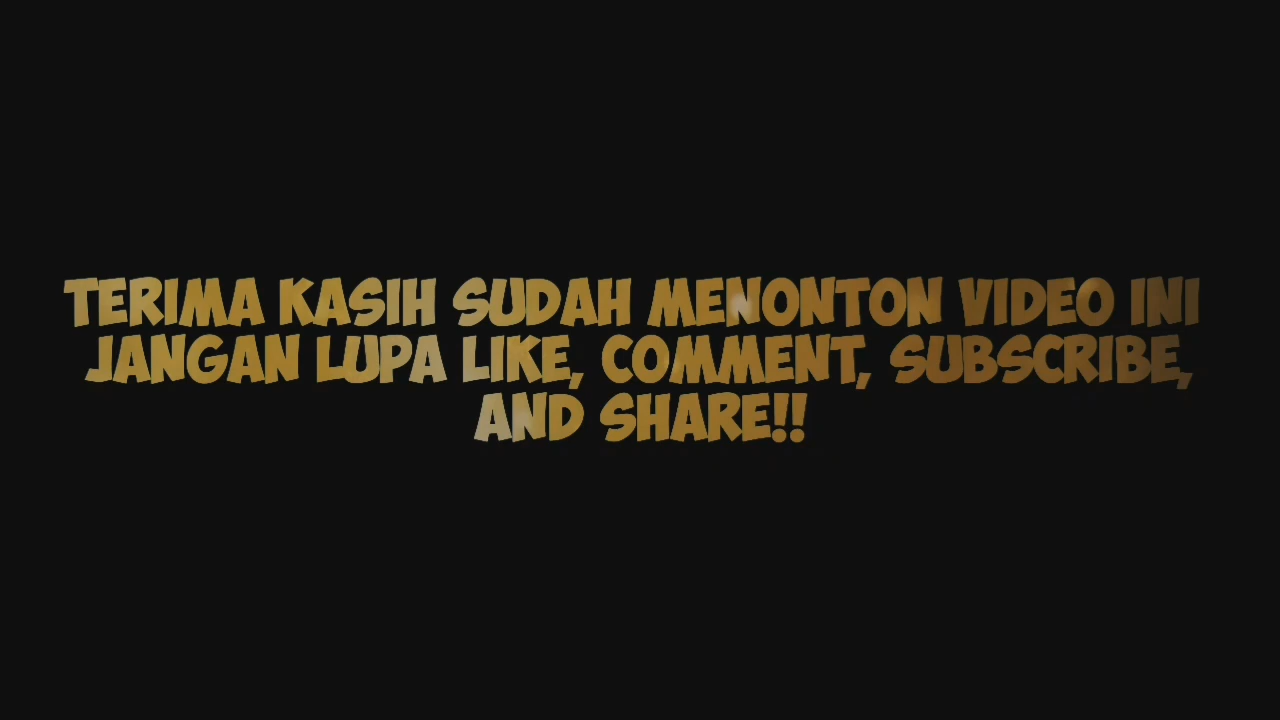 TERIMA KASIH SUDAH MENONTON VIDEO INI
JANGAN LUPA LIKE, COMMENT, SUBSCRIBE,
AND SHARE!!